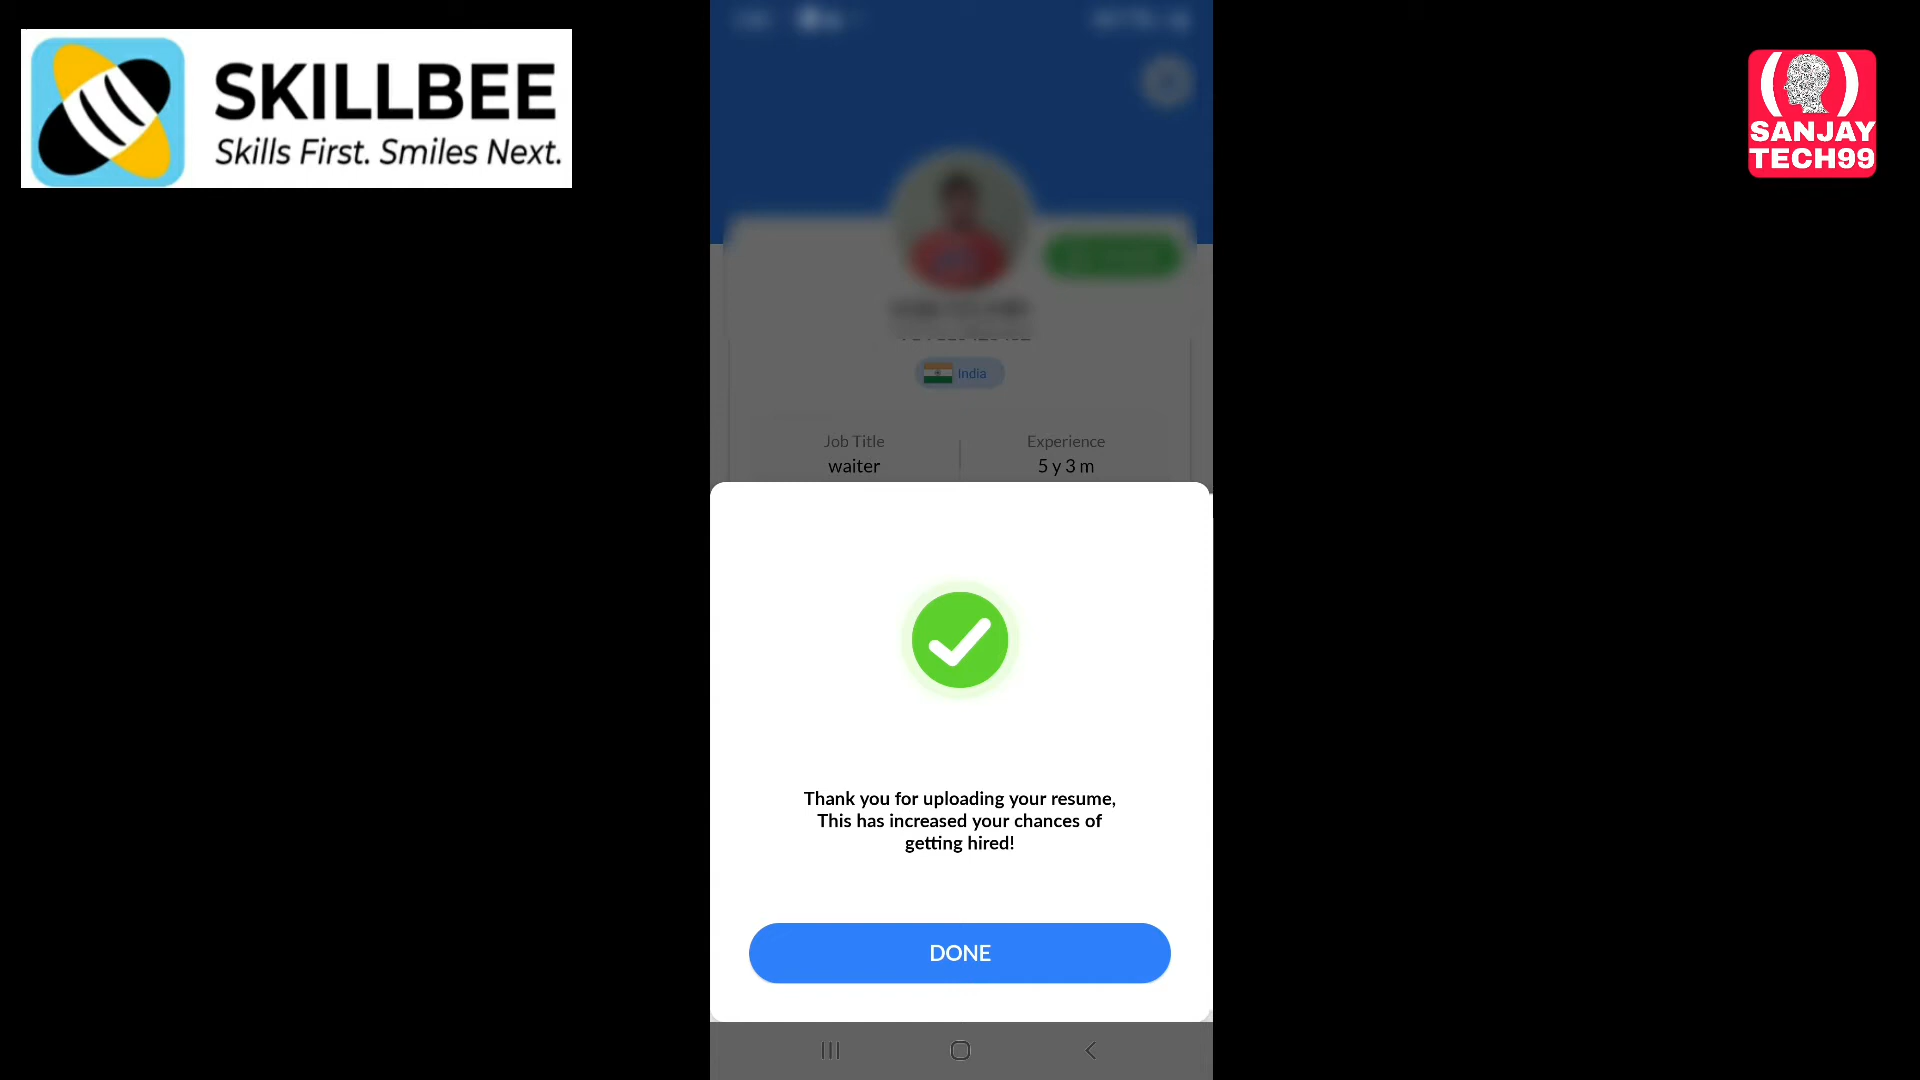 SKILLBEE
Skills First. Smiles Next.
SANJAY
TECH99
India
Job Title
Experience
waiter
5 y 3 m
Thank you for uploading your resume,
This has increased your chances of
getting hired!
DONE